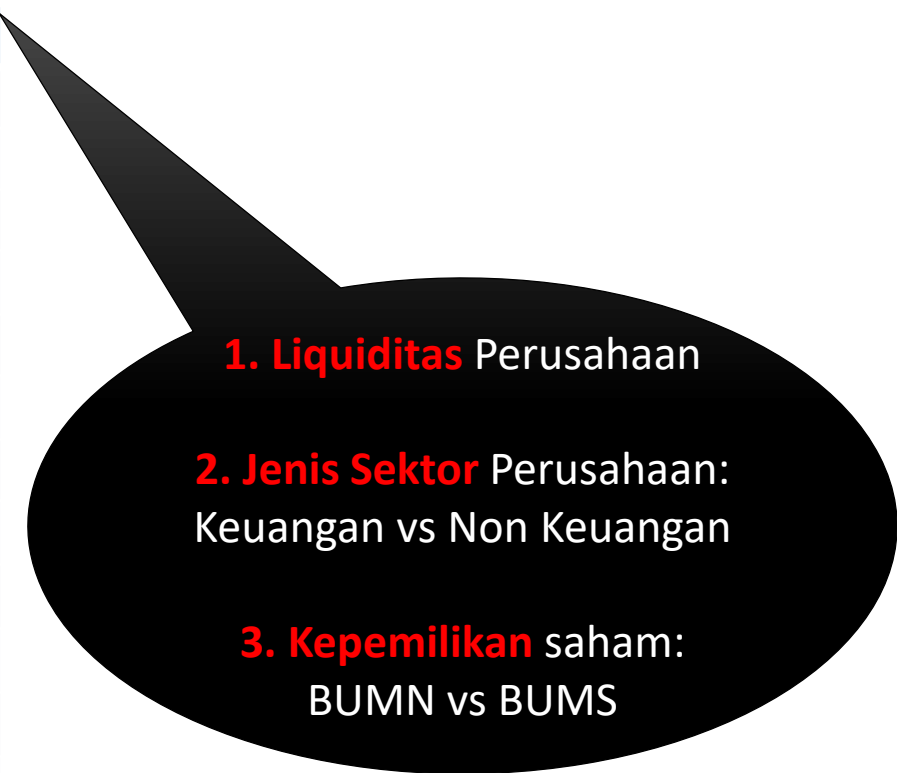 1. Liquiditas Perusahaan
2. Jenis Sektor Perusahaan:
Keuangan vs Non Keuangan
3. Kepemilikan saham:
BUMN vs BUMS